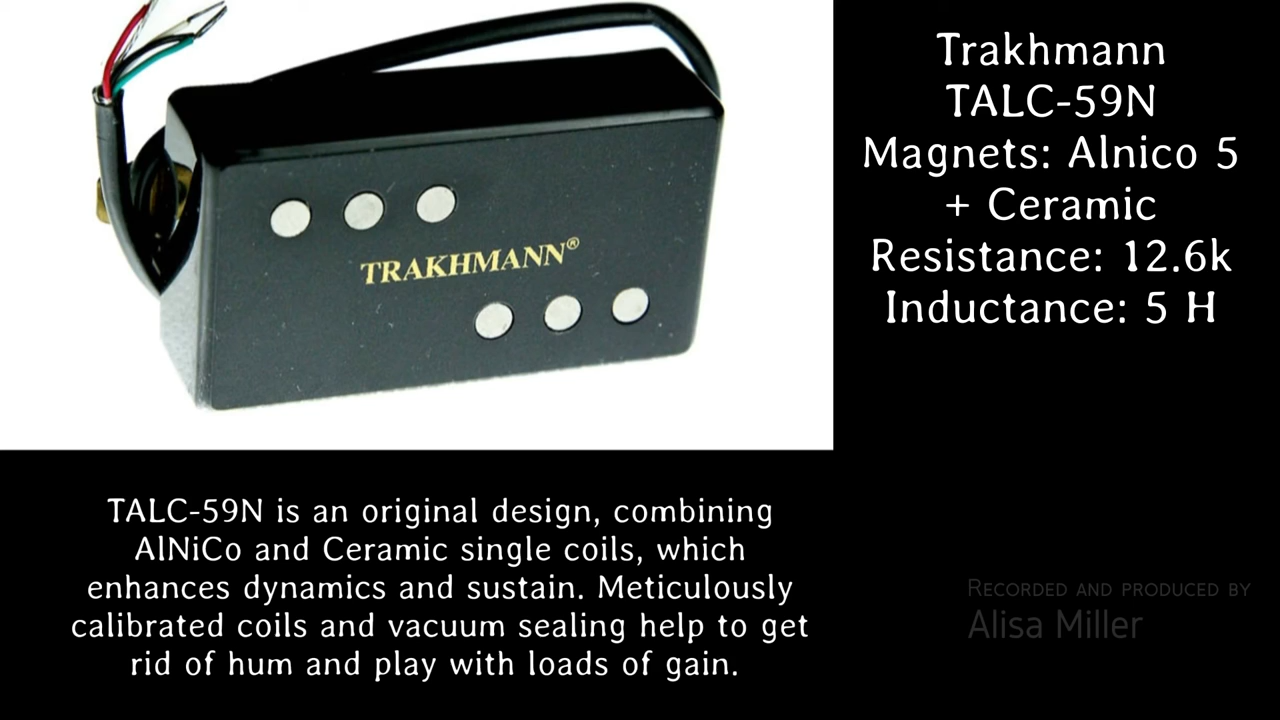 TRAKHMANN®
Trakhmann
TALC-59N
Magnets: Alnico 5
+ Ceramic
Resistance: 12.6k
Inductance: 5 H
TALC-59N is an original design, combining
AlNiCo and Ceramic single coils, which
enhances dynamics and sustain. Meticulously
calibrated coils and vacuum sealing help to get
rid of hum and play with loads of gain.
Recorded and produced by
Alisa Miller